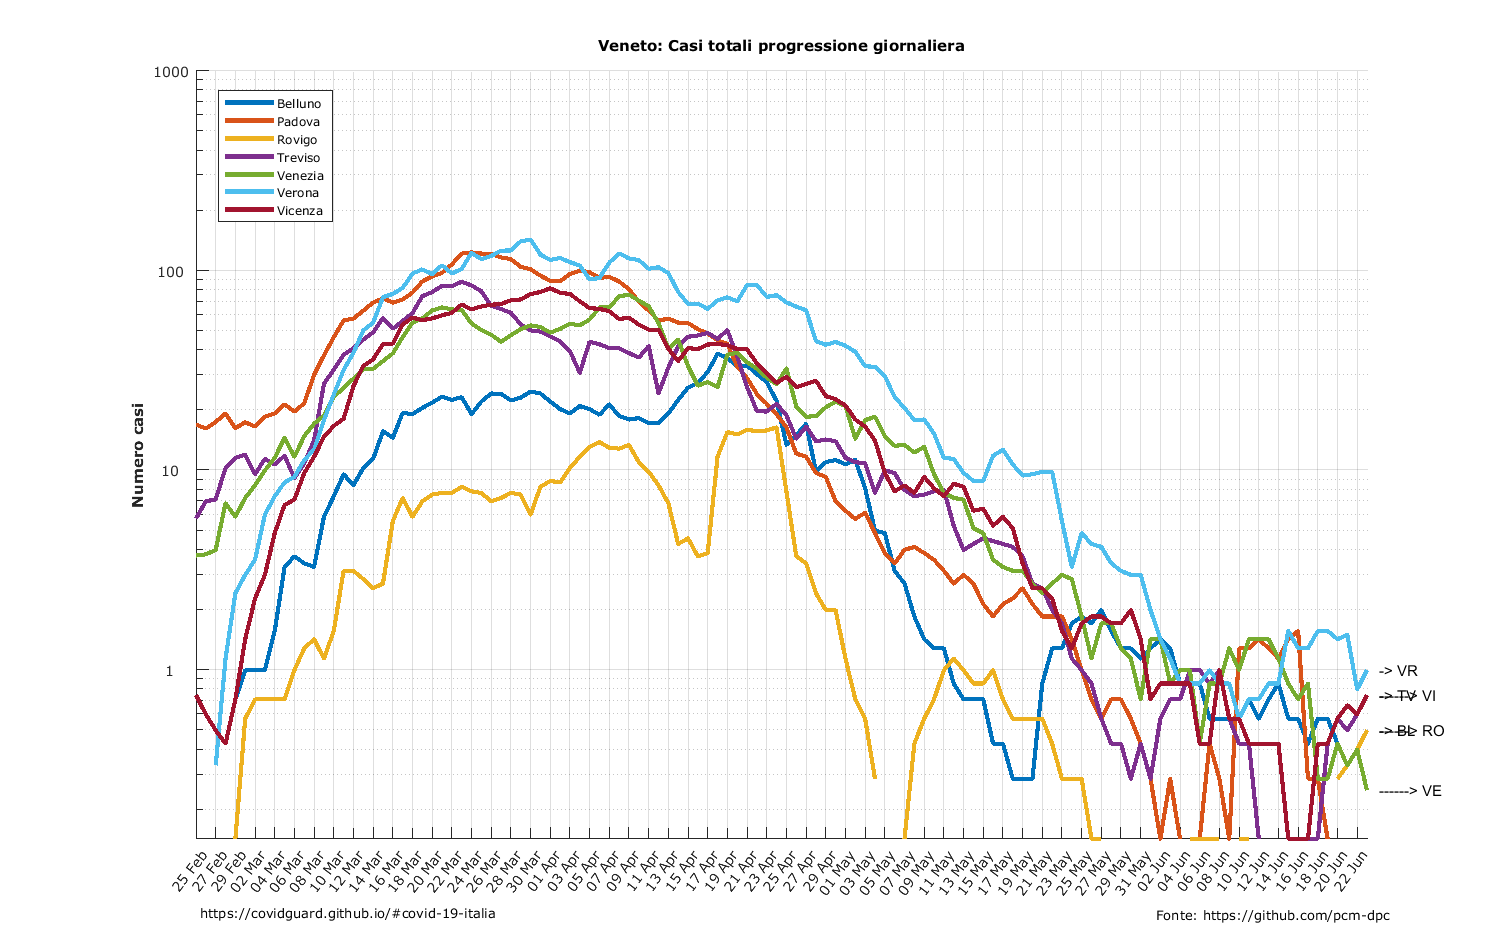 Veneto: Casi totali progressione giornaliera
1000
100
10
1
Numero casi
Belluno
Padova
Rovigo
Treviso
Venezia
Verona
Vicenza
-> VR
-> TV
VI
-> BL
RO
------> VE
25 Feb
27 Feb
29 Feb
02 Mar
04 Mar
06 Mar
08 Mar
10 Mar
12 Mar
14 Mar
16 Mar
18 Mar
20 Mar
22 Mar
24 Mar
26 Mar
28 Mar
30 Mar
01 Apr
03 Apr
05 Apr
07 Apr
09 Apr
11 Apr
13 Apr
15 Apr
17 Apr
19 Apr
21 Apr
23 Apr
25 Apr
27 Apr
29 Apr
01 May
03 May
05 May
07 May
09 May
11 May
13 May
15 May
17 May
19 May
21 May
23 May
25 May
27 May
29 May
31 May
02 Jun
04 Jun
06 Jun
08 Jun
10 Jun
12 Jun
14 Jun
16 Jun
18 Jun
20 Jun
22 Jun
https://covidguard.github.io/#covid-19-italia
Fonte: https://github.com/pcm-dpc